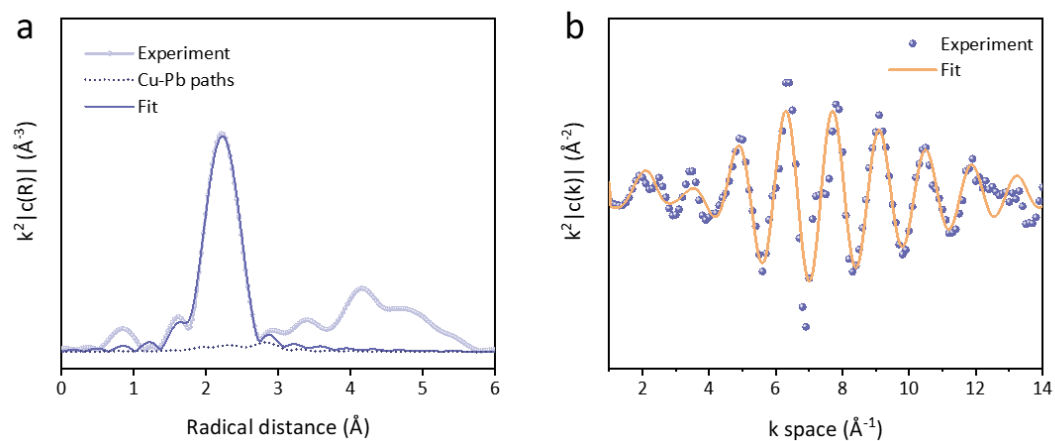 a
Experiment
Cu-Pb paths
Fit
k² |c(R)| (Å⁻³)
0 1 2 3 4 5 6
Radical distance (Å)
b
Experiment
Fit
k² |c(k)| (Å⁻²)
2 4 6 8 10 12 14
k space (Å⁻¹)